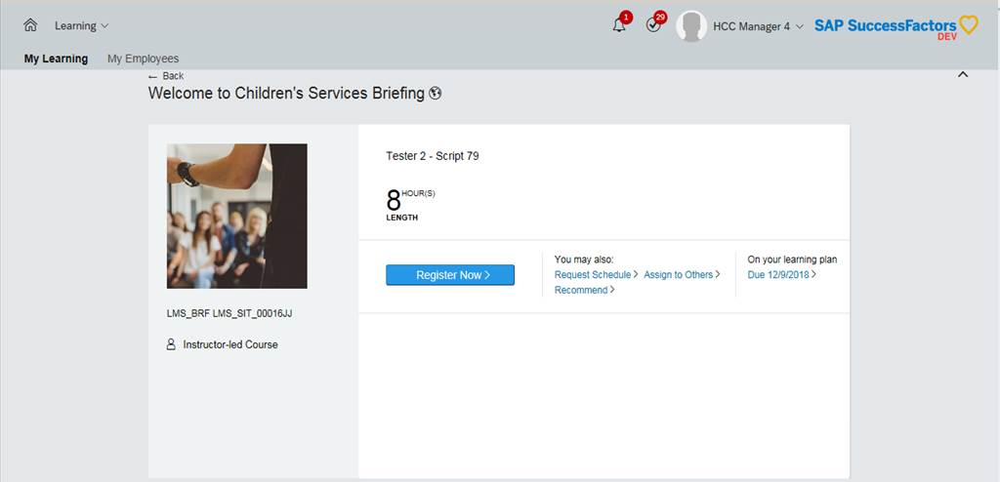 Learning
1
29
HCC Manager 4
SAP SuccessFactors
DEV
My Learning
My Employees
← Back
Welcome to Children's Services Briefing
Tester 2 - Script 79
8 HOUR(S)
LENGTH
Register Now
You may also:
Request Schedule
Assign to Others
Recommend
On your learning plan
Due 12/9/2018
LMS_BRF LMS_SIT_00016JJ
Instructor-led Course